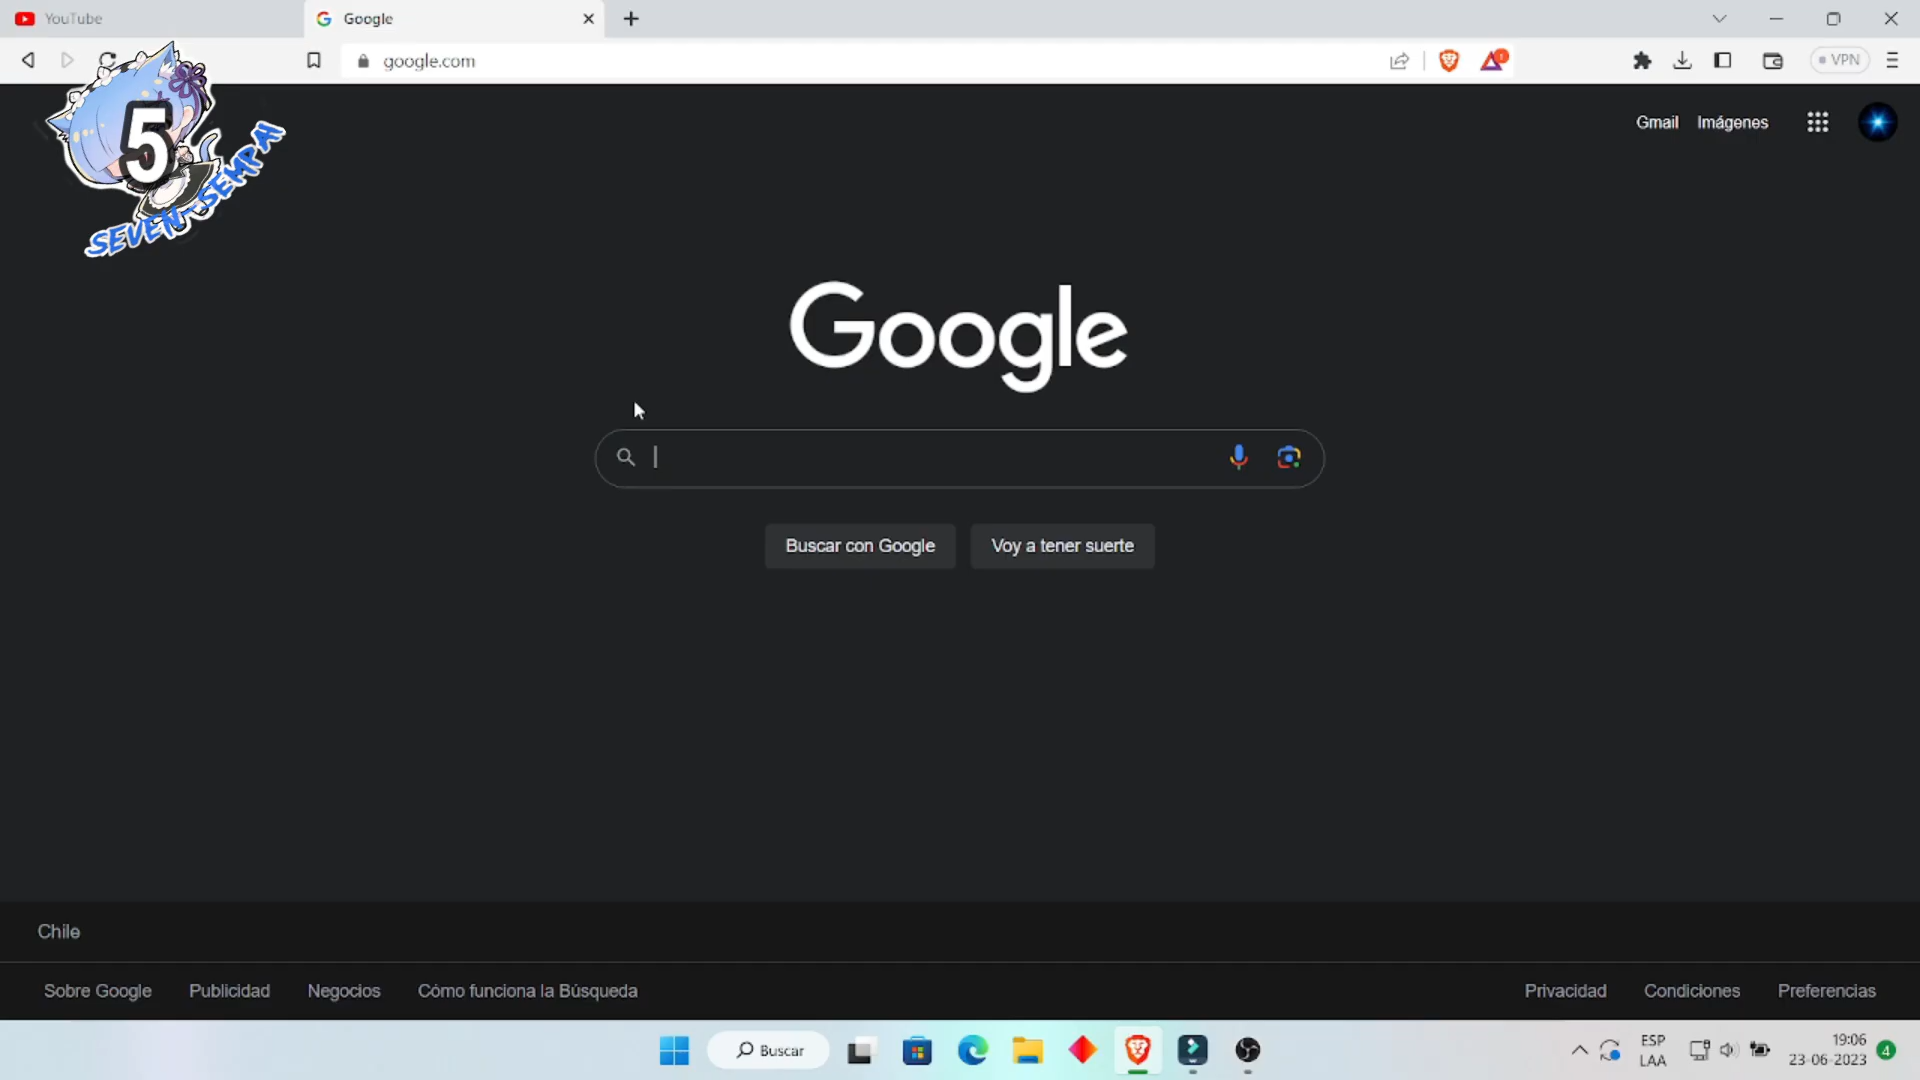 YouTube
Google
google.com
VPN
5
SEVEN-SEMPAI
Gmail
Imágenes
Google
Buscar con Google
Voy a tener suerte
Chile
Sobre Google
Publicidad
Negocios
Cómo funciona la Búsqueda
Privacidad
Condiciones
Preferencias
Buscar
ESP
LAA
19:06
23-06-2023
4